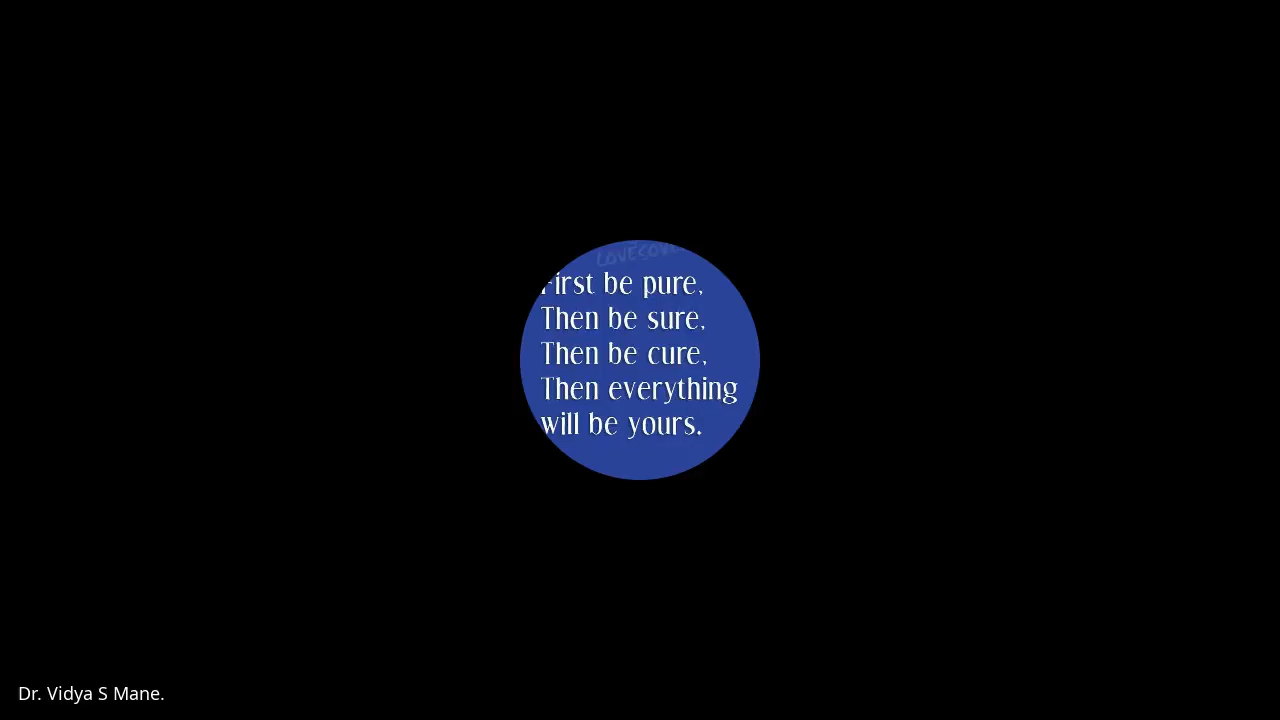 First be pure,
Then be sure,
Then be cure,
Then everything
will be yours.
Dr. Vidya S Mane.